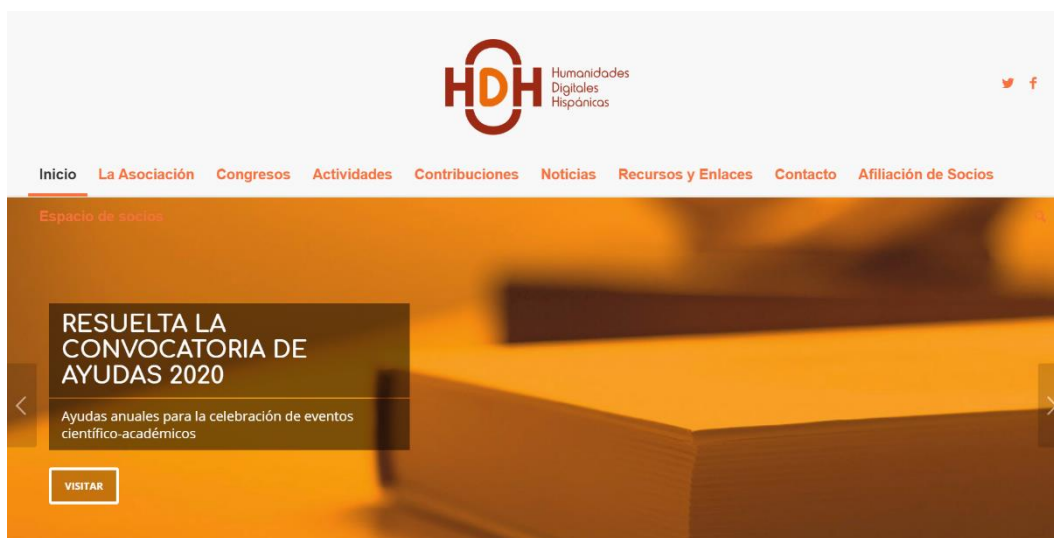 HDH
Humanidades
Digitales
Hispánicas
Inicio La Asociación Congresos Actividades Contribuciones Noticias Recursos y Enlaces Contacto Afiliación de Socios
Espacio de socios
RESUELTA LA
CONVOCATORIA DE
AYUDAS 2020
Ayudas anuales para la celebración de eventos
científico-académicos
VISITAR